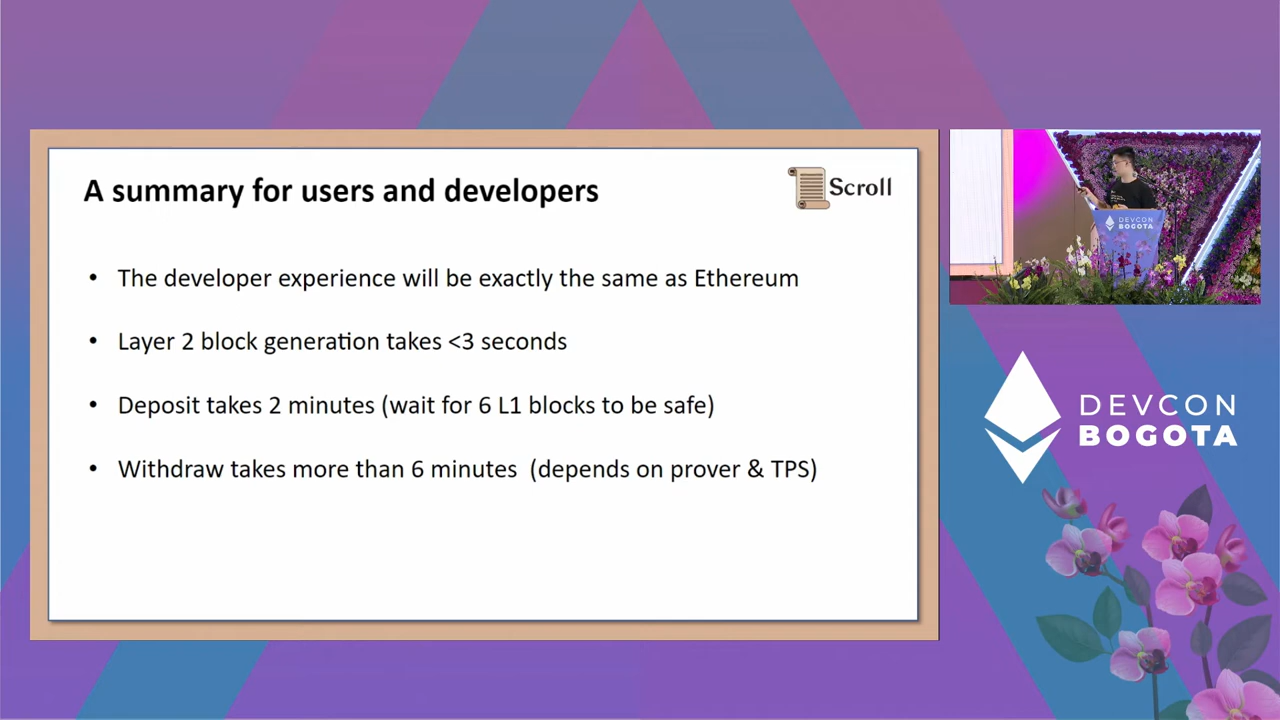 A summary for users and developers
Scroll
• The developer experience will be exactly the same as Ethereum
• Layer 2 block generation takes <3 seconds
• Deposit takes 2 minutes (wait for 6 L1 blocks to be safe)
• Withdraw takes more than 6 minutes (depends on prover & TPS)
DEVCON
BOGOTA
DEVCON
BOGOTA